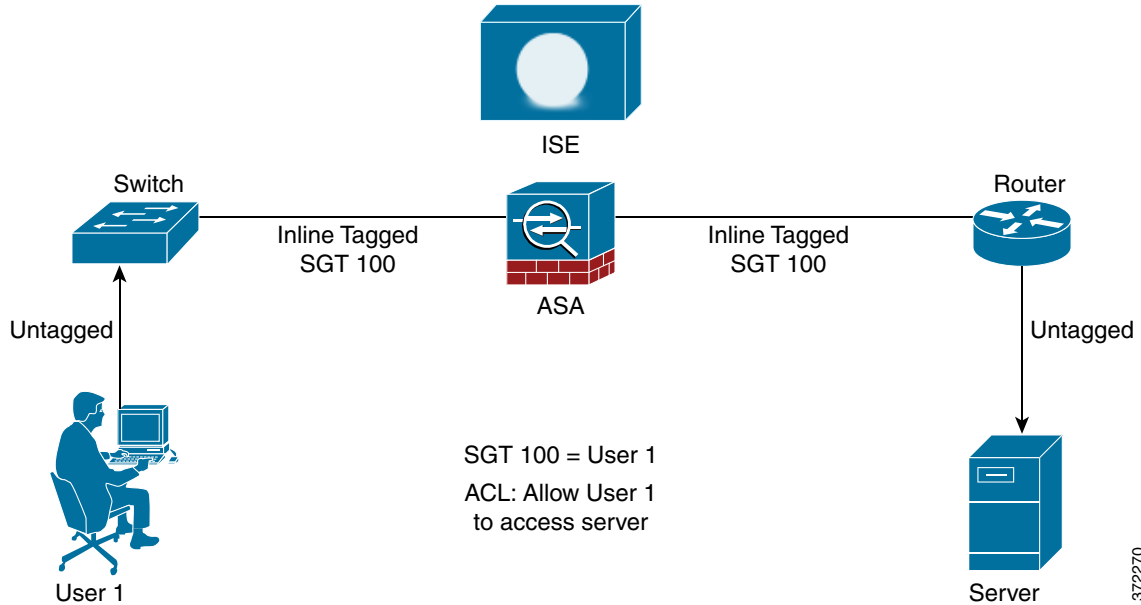 ISE
Switch
Router
Inline Tagged
SGT 100
Inline Tagged
SGT 100
ASA
Untagged
Untagged
SGT 100 = User 1
ACL: Allow User 1
to access server
User 1
Server
372270